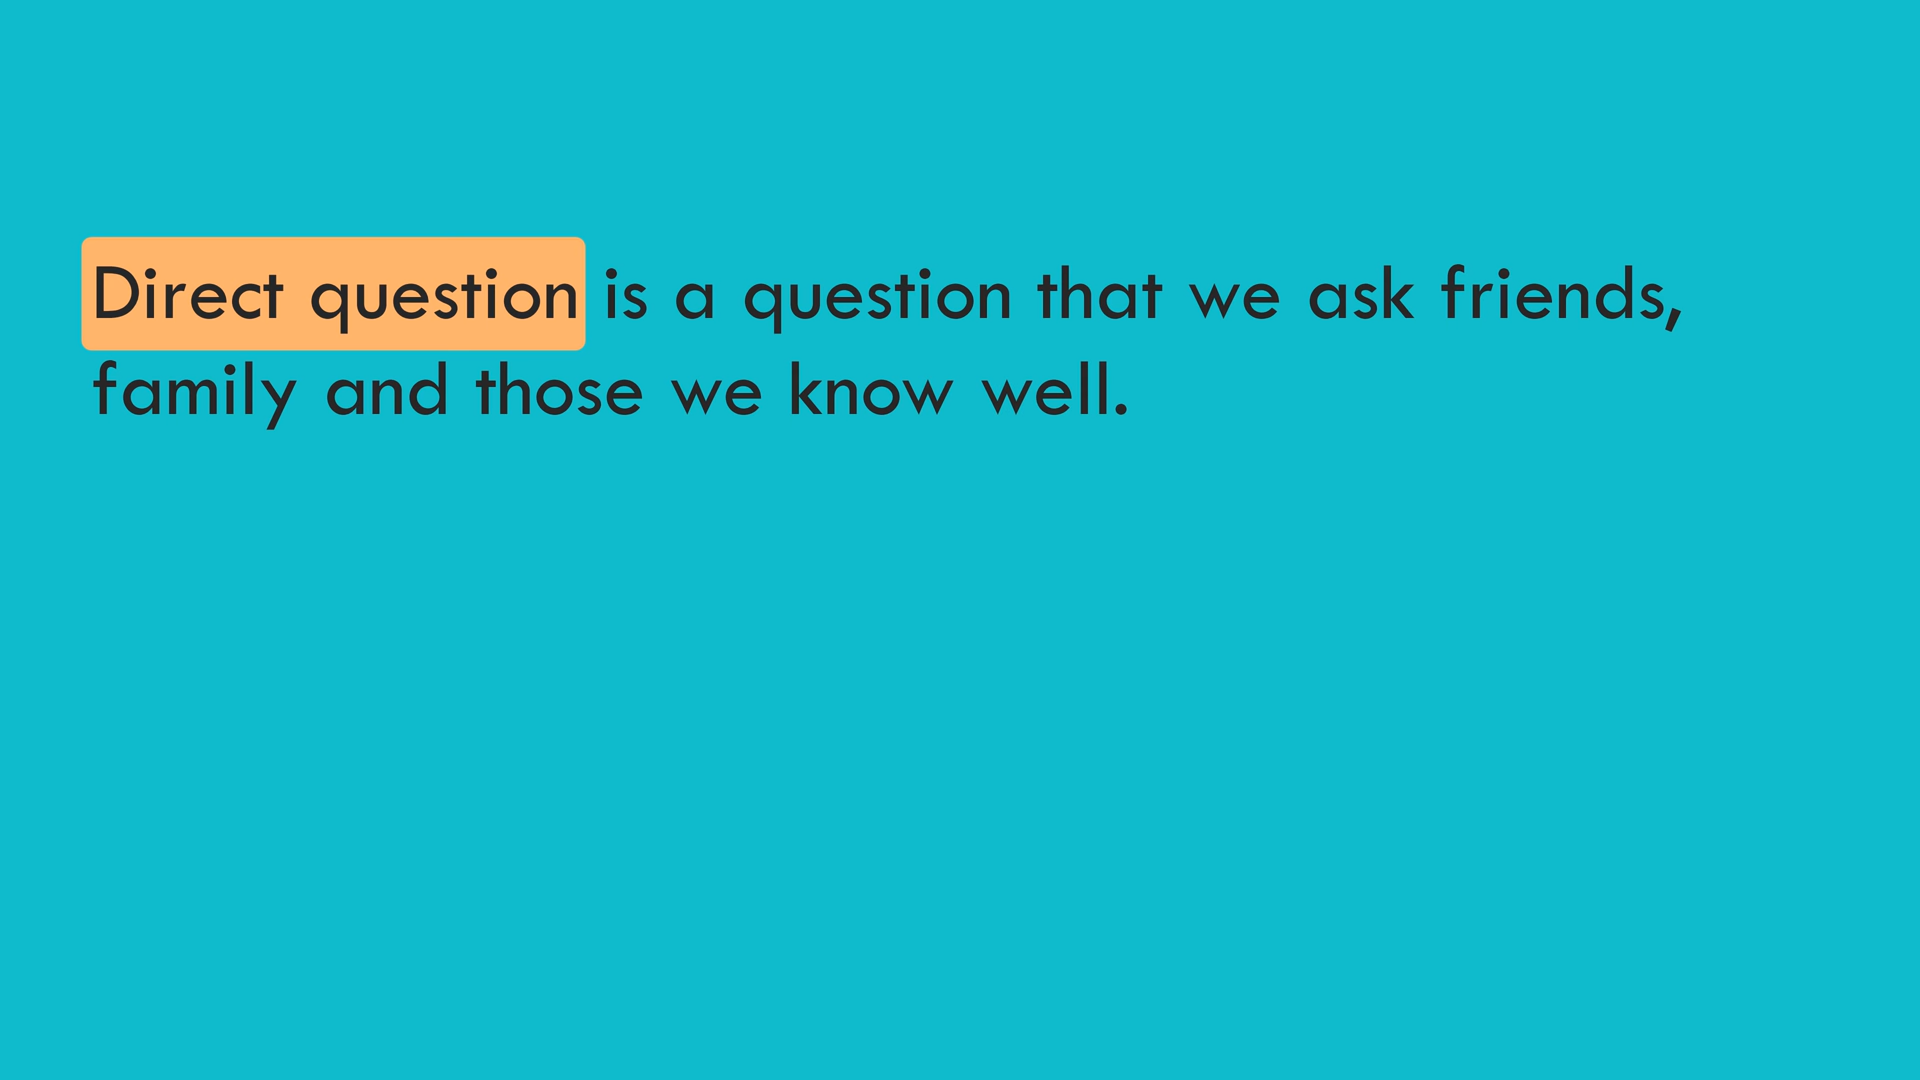 Direct question is a question that we ask friends,
family and those we know well.